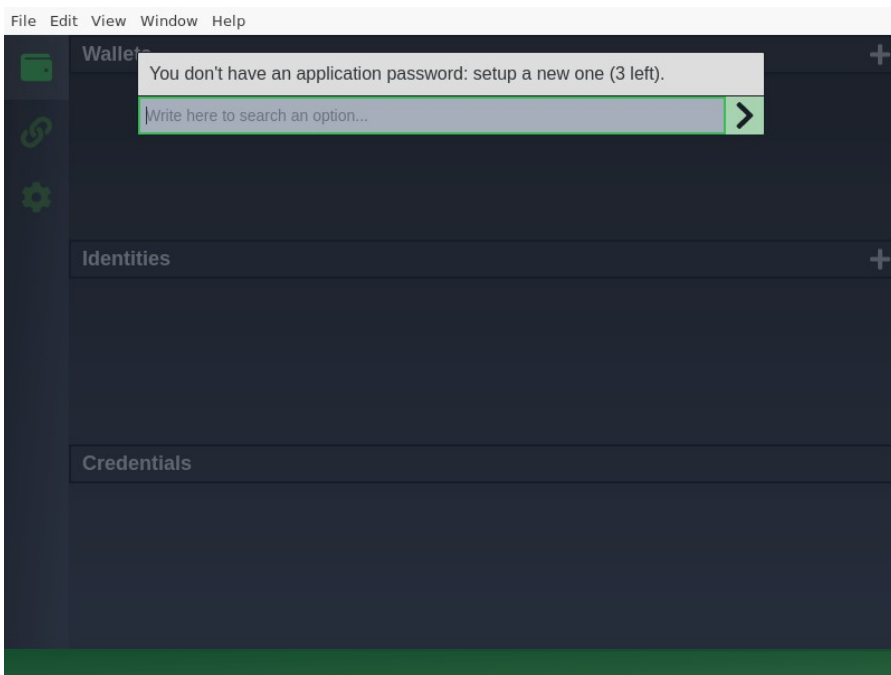 File Edit View Window Help
Wallets
You don't have an application password: setup a new one (3 left).
Write here to search an option...
Identities
Credentials